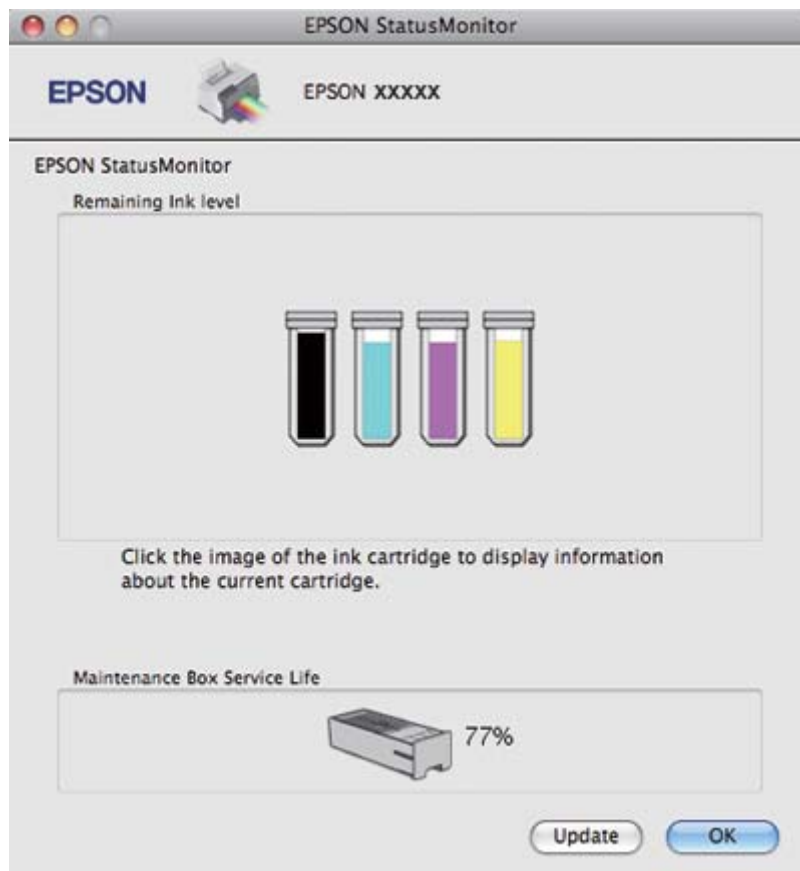 EPSON StatusMonitor
EPSON
EPSON XXXXX
EPSON StatusMonitor
Remaining Ink level
Click the image of the ink cartridge to display information
about the current cartridge.
Maintenance Box Service Life
77%
Update
OK